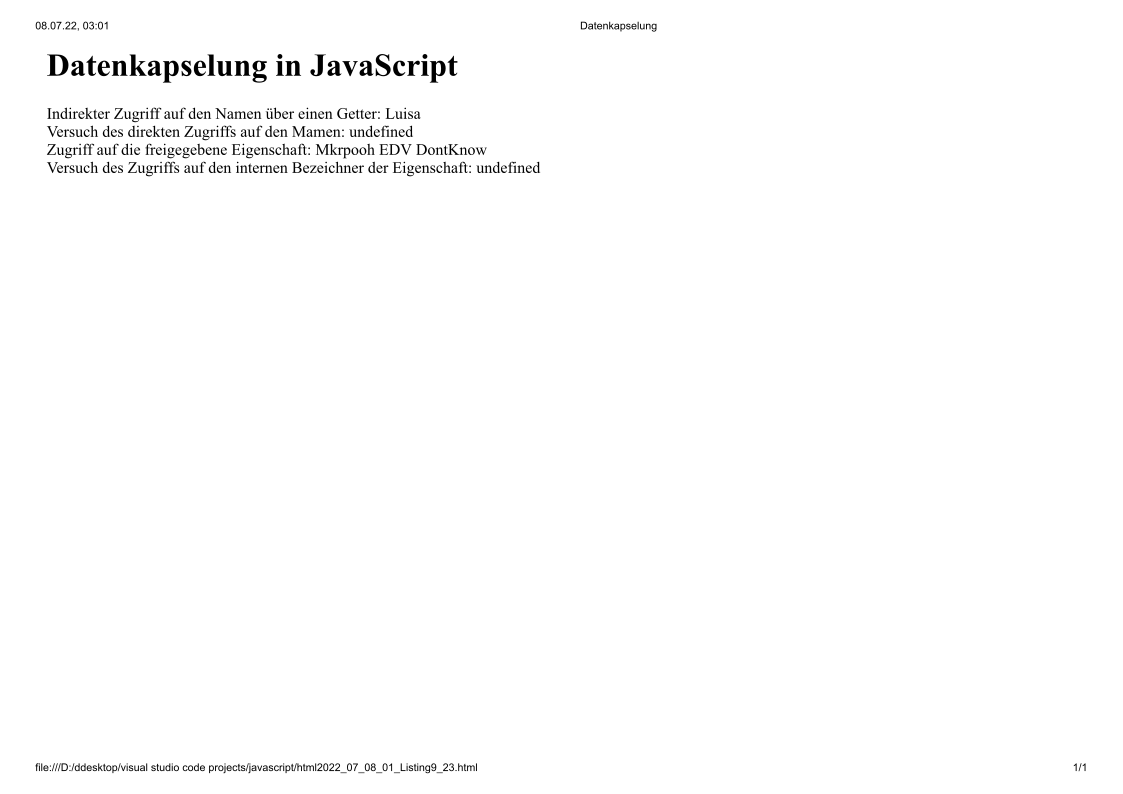 08.07.22, 03:01 Datenkapselung
Datenkapselung in JavaScript
Indirekter Zugriff auf den Namen über einen Getter: Luisa
Versuch des direkten Zugriffs auf den Mamen: undefined
Zugriff auf die freigegebene Eigenschaft: Mkrpooh EDV DontKnow
Versuch des Zugriffs auf den internen Bezeichner der Eigenschaft: undefined
file:///D:/ddesktop/visual studio code projects/javascript/html2022_07_08_01_Listing9_23.html 1/1